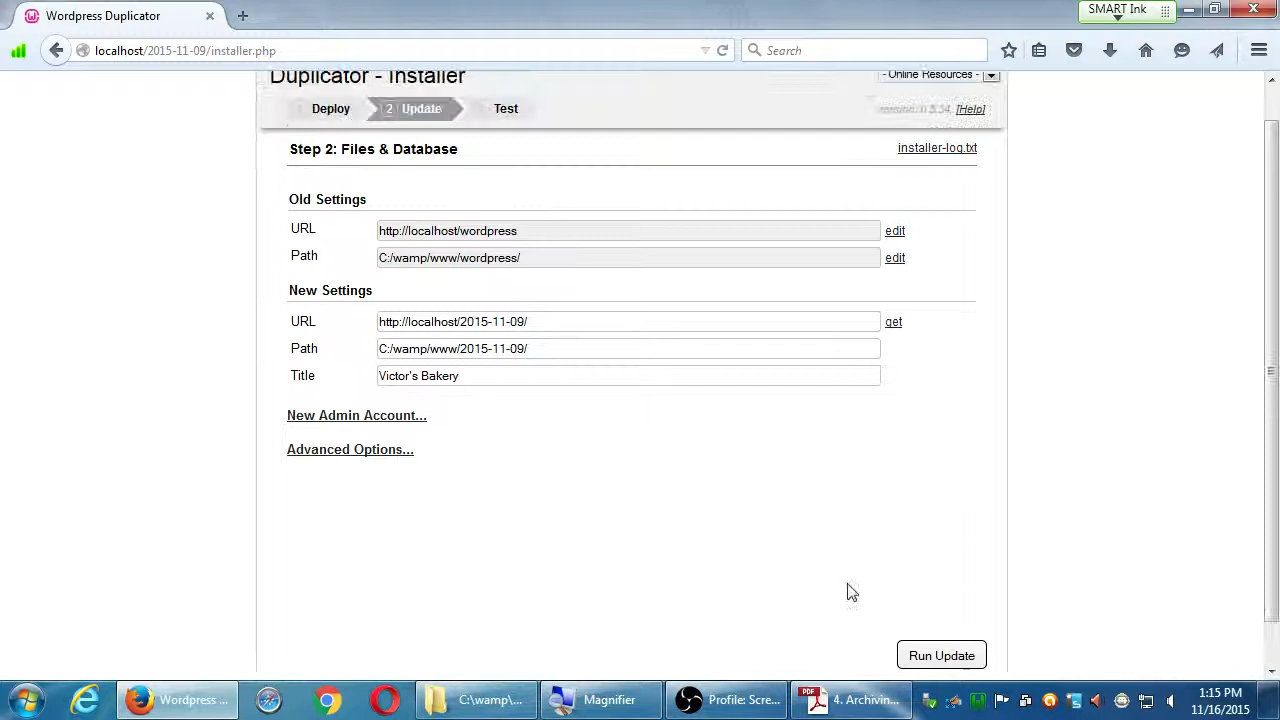 Wordpress Duplicator
SMART Ink
localhost/2015-11-09/installer.php
Search
Duplicator - Installer
- Online Resources -
Deploy
2 Update
Test
[Help]
Step 2: Files & Database
installer-log.txt
Old Settings
URL
http://localhost/wordpress
edit
Path
C:/wamp/www/wordpress/
edit
New Settings
URL
http://localhost/2015-11-09/
get
Path
C:/wamp/www/2015-11-09/
Title
Victor's Bakery
New Admin Account...
Advanced Options...
Run Update
Wordpress ...
C:\wamp\...
Magnifier
Profile: Scre...
PDF
4. Archivin...
1:15 PM
11/16/2015